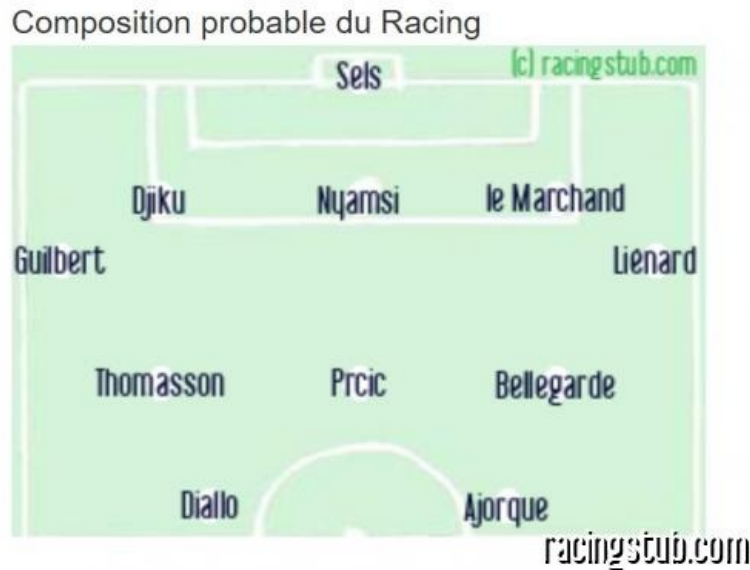 Composition probable du Racing
(c) racingstub.com
Sels
Djiku Nyamsi le Marchand
Guilbert Liénard
Thomasson Prcic Bellegarde
Diallo Ajorque
racingstub.com